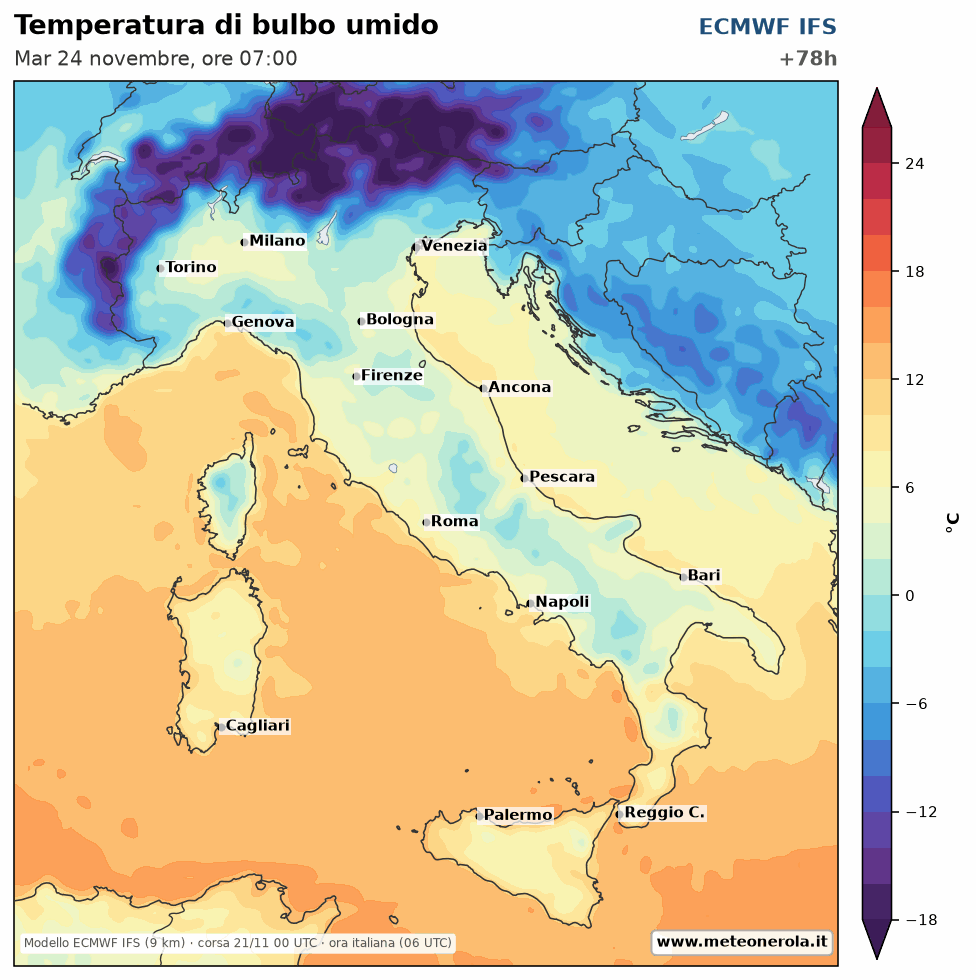 Temperatura di bulbo umido
ECMWF IFS
Mar 24 novembre, ore 07:00
+78h
Milano
Venezia
Torino
Genova
Bologna
Firenze
Ancona
Pescara
Roma
Bari
Napoli
Cagliari
Palermo
Reggio C.
24
18
12
6
0
−6
−12
−18
°C
Modello ECMWF IFS (9 km) · corsa 21/11 00 UTC · ora italiana (06 UTC)
www.meteonerola.it